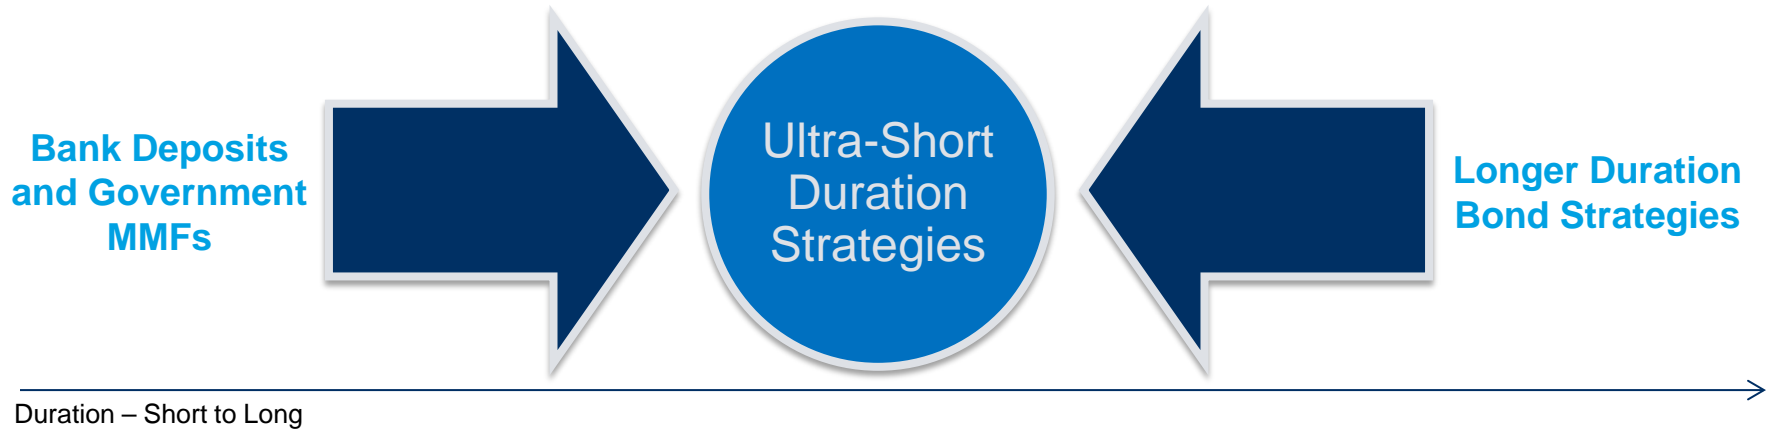 Bank Deposits
and Government
MMFs
Ultra-Short
Duration
Strategies
Longer Duration
Bond Strategies
Duration – Short to Long